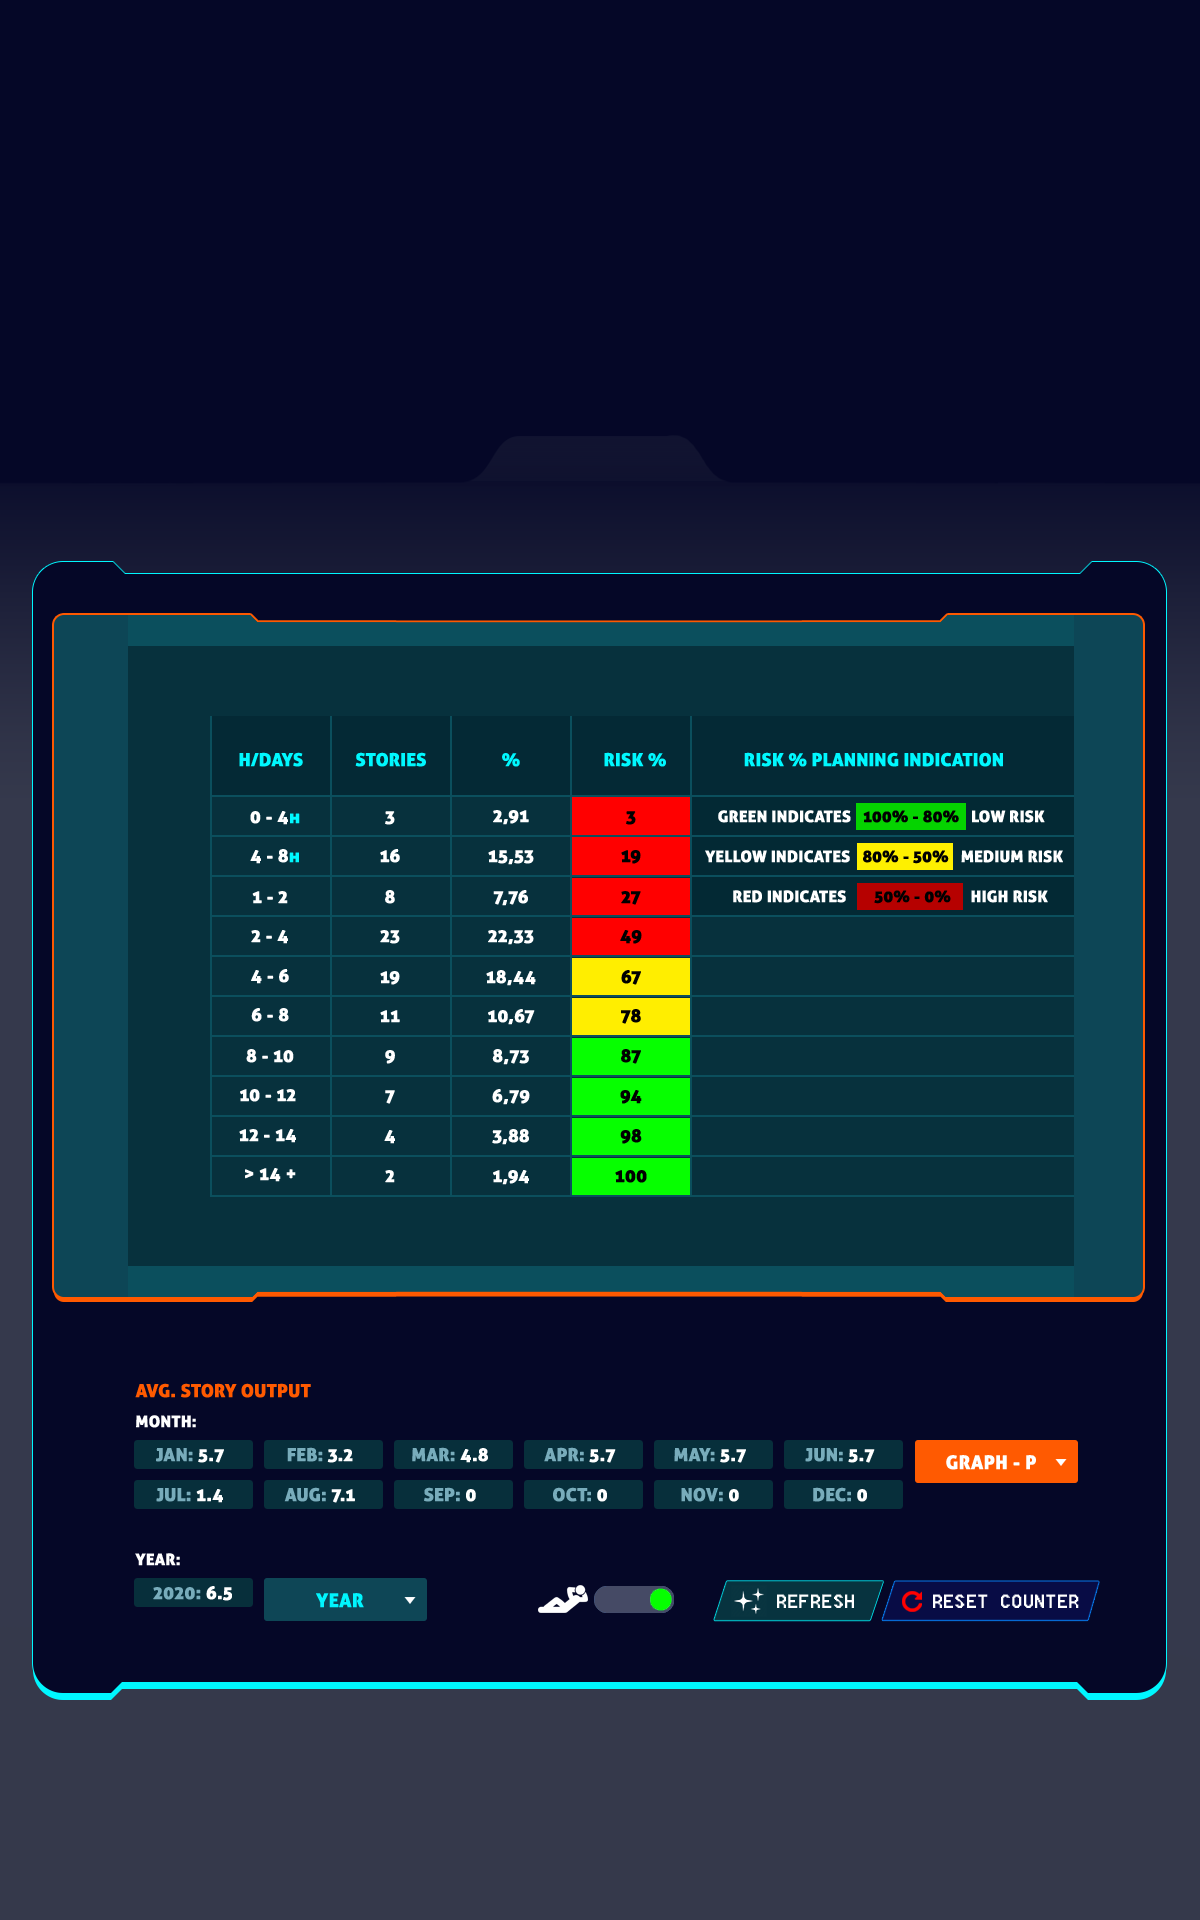 H/DAYS STORIES % RISK % RISK % PLANNING INDICATION
0 - 4H 3 2,91 3 GREEN INDICATES 100% - 80% LOW RISK
4 - 8H 16 15,53 19 YELLOW INDICATES 80% - 50% MEDIUM RISK
1 - 2 8 7,76 27 RED INDICATES 50% - 0% HIGH RISK
2 - 4 23 22,33 49
4 - 6 19 18,44 67
6 - 8 11 10,67 78
8 - 10 9 8,73 87
10 - 12 7 6,79 94
12 - 14 4 3,88 98
> 14 + 2 1,94 100
AVG. STORY OUTPUT
MONTH:
JAN: 5.7 FEB: 3.2 MAR: 4.8 APR: 5.7 MAY: 5.7 JUN: 5.7 GRAPH - P
JUL: 1.4 AUG: 7.1 SEP: 0 OCT: 0 NOV: 0 DEC: 0
YEAR:
2020: 6.5 YEAR REFRESH RESET COUNTER